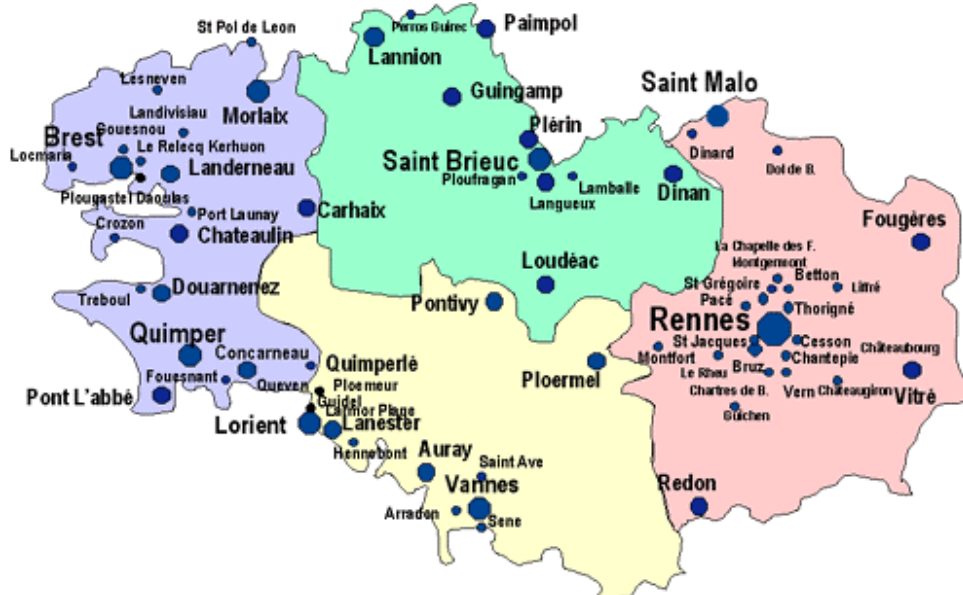 St Pol de Leon
Perros Guirec
Paimpol
Lannion
Lesneven
Saint Malo
Guingamp
Morlaix
Landivisiau
Plérin
Gouesnou
Brest
Le Relecq Kerhuon
Locmaria
Landerneau
Saint Brieuc
Dinard
Dol de B.
Ploufragan
Lamballe
Dinan
Langueux
Plougastel Daoulas
Port Launay
Carhaix
Crozon
Chateaulin
Fougères
La Chapelle des F.
Montgermont
Loudéac
St Grégoire
Betton
Liffré
Treboul
Douarnenez
Pontivy
Pacé
Thorigné
Rennes
Quimper
St Jacques
Cesson
Châteaubourg
Montfort
Chantepie
Concarneau
Quimperlé
Ploermel
Le Rheu
Bruz
Fouesnant
Queven
Ploemeur
Pont L'abbé
Guidel
Chartres de B.
Vern
Châteaugiron
Vitré
Larmor Plage
Guichen
Lorient
Lanester
Hennebont
Auray
Saint Ave
Vannes
Redon
Arradon
Sene